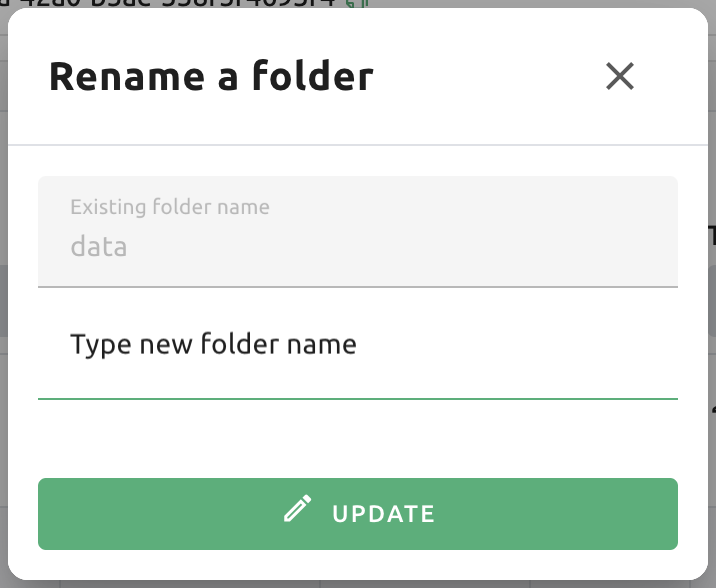 Rename a folder
Existing folder name
data
Type new folder name
UPDATE